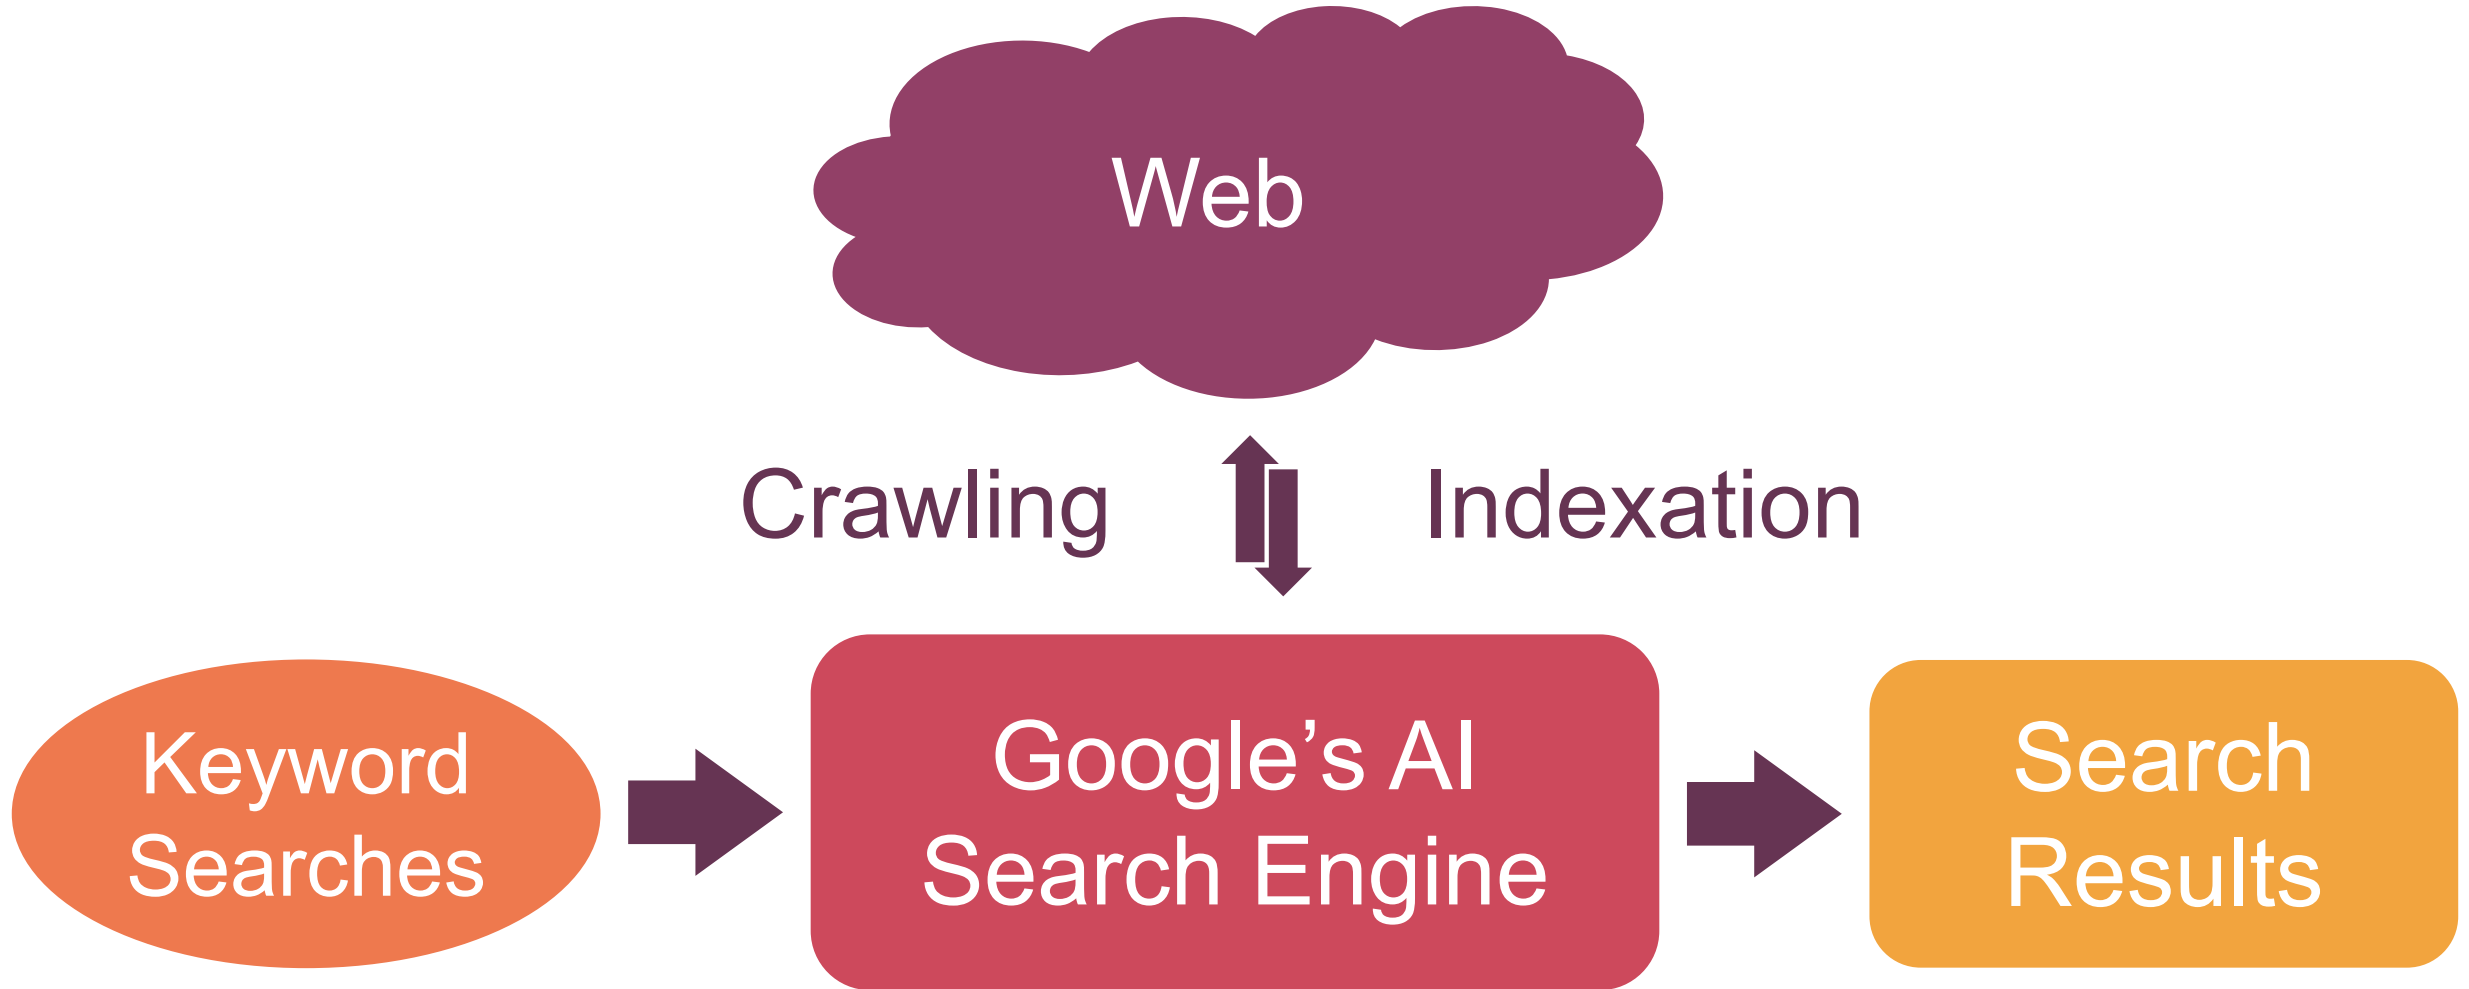 Web
Crawling
Indexation
Keyword
Searches
Google’s AI
Search Engine
Search
Results